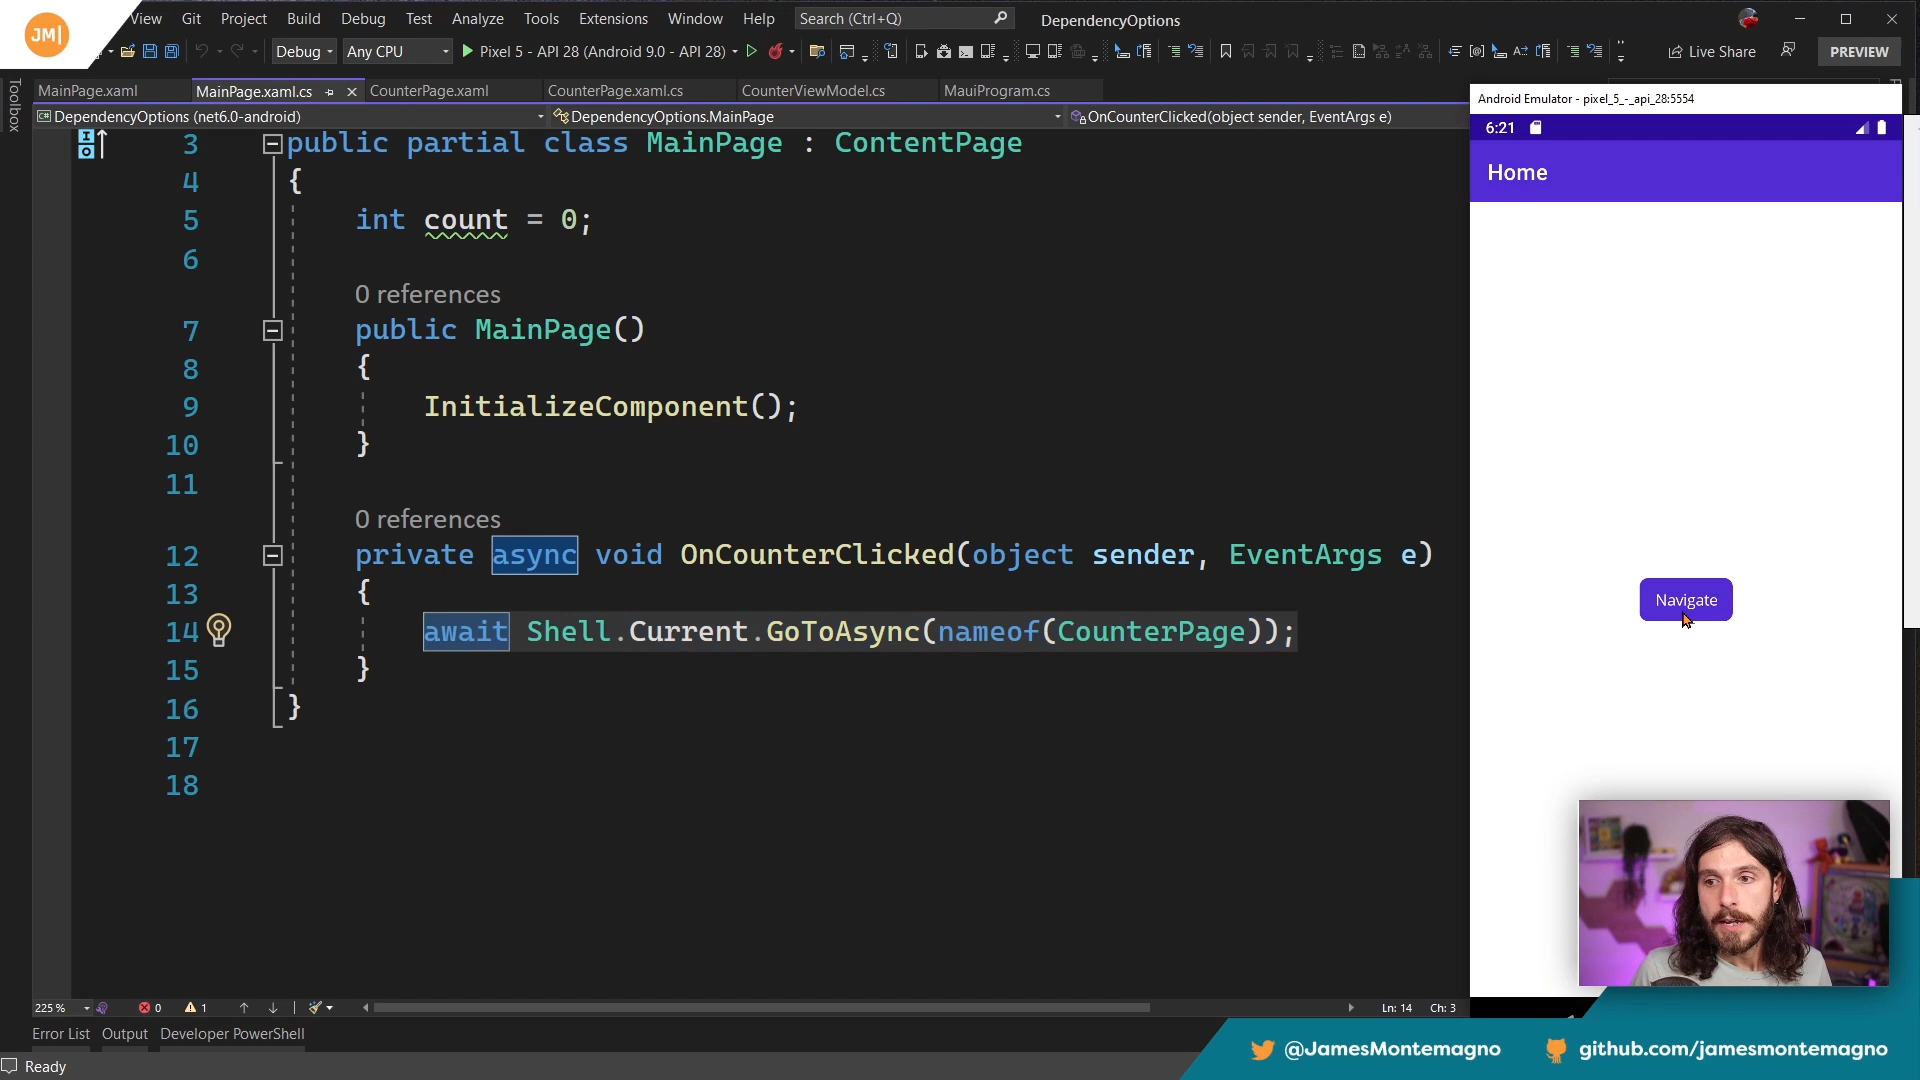 JM|
View Git Project Build Debug Test Analyze Tools Extensions Window Help Search (Ctrl+Q) DependencyOptions
Debug Any CPU Pixel 5 - API 28 (Android 9.0 - API 28) Live Share PREVIEW
Toolbox
MainPage.xaml MainPage.xaml.cs CounterPage.xaml CounterPage.xaml.cs CounterViewModel.cs MauiProgram.cs
DependencyOptions (net6.0-android) DependencyOptions.MainPage OnCounterClicked(object sender, EventArgs e)
3 public partial class MainPage : ContentPage
4 {
5 int count = 0;
6
0 references
7 public MainPage()
8 {
9 InitializeComponent();
10 }
11
0 references
12 private async void OnCounterClicked(object sender, EventArgs e)
13 {
14 await Shell.Current.GoToAsync(nameof(CounterPage));
15 }
16 }
17
18
Android Emulator - pixel_5_-_api_28:5554
6:21
Home
Navigate
225 % 0 1 Ln: 14 Ch: 3
Error List Output Developer PowerShell
Ready
@JamesMontemagno github.com/jamesmontemagno